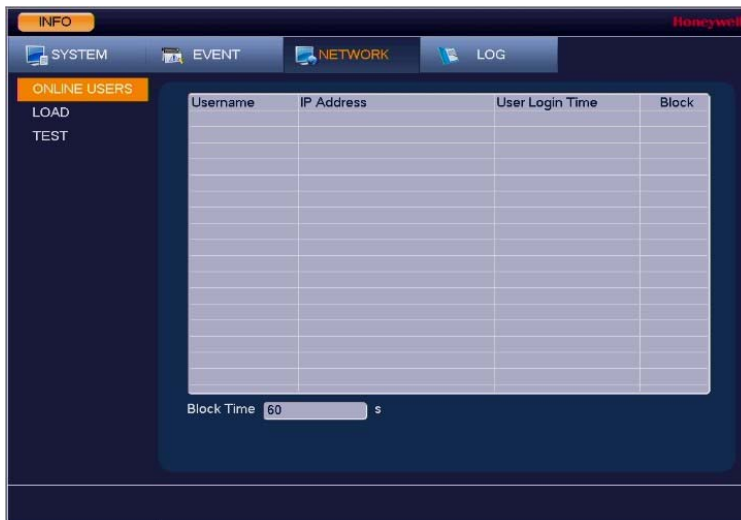 INFO
Honeywell
SYSTEM EVENT NETWORK LOG
ONLINE USERS
LOAD
TEST
Username IP Address User Login Time Block
Block Time 60 s